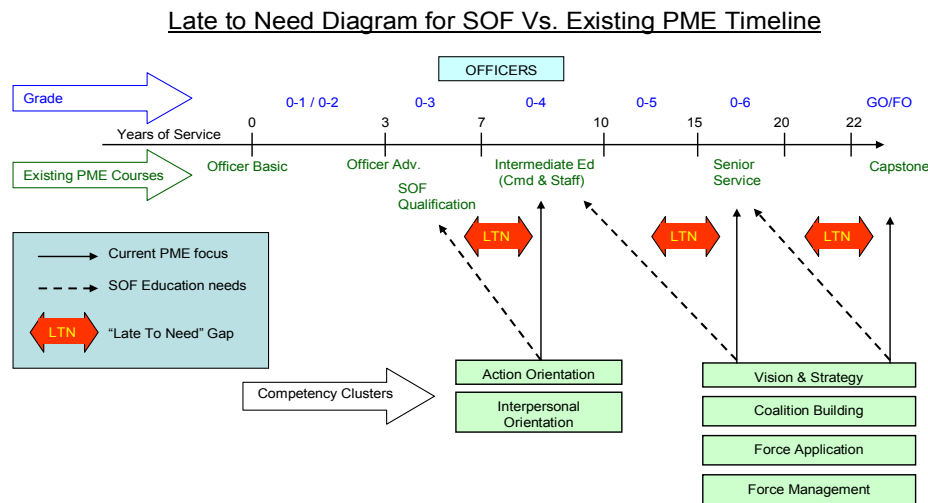 Late to Need Diagram for SOF Vs. Existing PME Timeline
OFFICERS
Grade
0-1 / 0-2
0-3
0-4
0-5
0-6
GO/FO
Years of Service
0
3
7
10
15
20
22
Existing PME Courses
Officer Basic
Officer Adv.
SOF
Qualification
Intermediate Ed
(Cmd & Staff)
Senior
Service
Capstone
LTN
LTN
LTN
Current PME focus
SOF Education needs
LTN
“Late To Need” Gap
Competency Clusters
Action Orientation
Interpersonal
Orientation
Vision & Strategy
Coalition Building
Force Application
Force Management